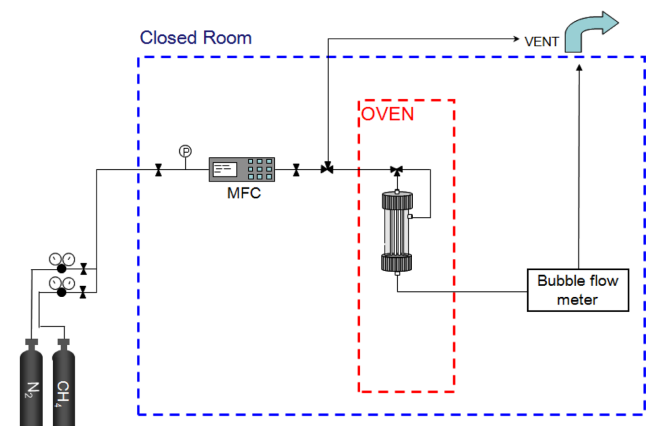 Closed Room
VENT
OVEN
P
MFC
Bubble flow
meter
N₂
CH₄